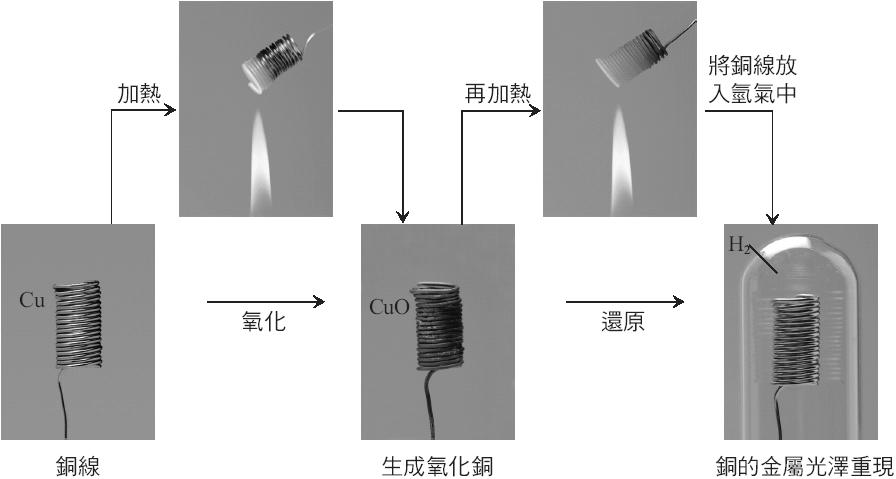 加熱
再加熱
將銅線放
入氫氣中
Cu
氧化
CuO
還原
H₂
銅線
生成氧化銅
銅的金屬光澤重現